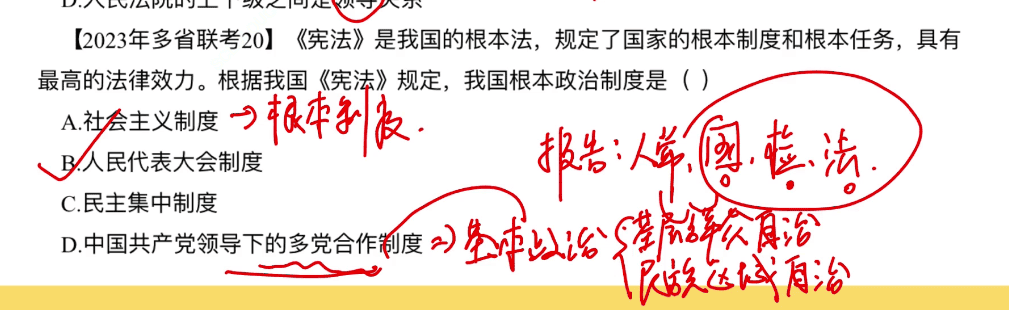 D.人民法院的上下级之间是领导关系
【2023年多省联考20】《宪法》是我国的根本法，规定了国家的根本制度和根本任务，具有
最高的法律效力。根据我国《宪法》规定，我国根本政治制度是（ ）
A.社会主义制度 → 根本制度.
B.人民代表大会制度
报告：人常、国、检、法.
C.民主集中制度
D.中国共产党领导下的多党合作制度 => 基本政治
基层群众自治
民族区域自治